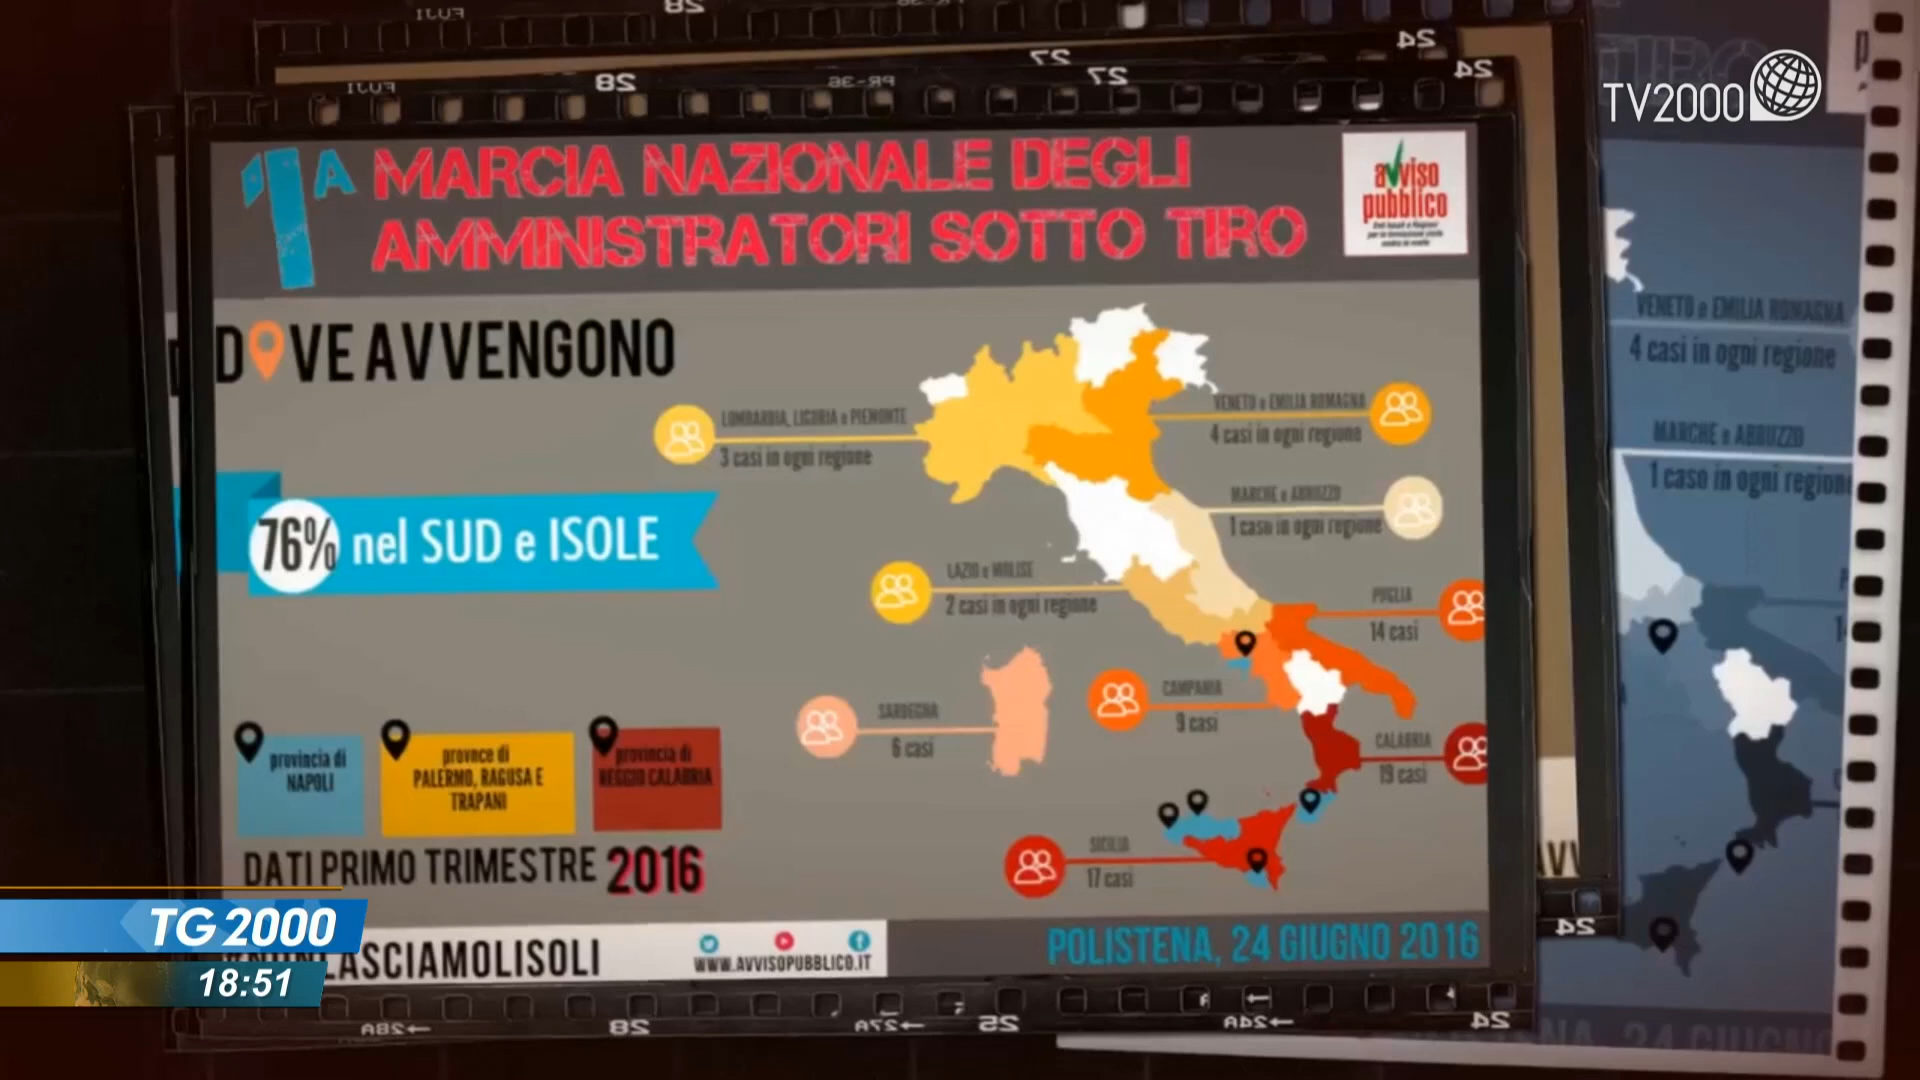 TV2000
1A MARCIA NAZIONALE DEGLI
AMMINISTRATORI SOTTO TIRO
avviso
pubblico
DOVE AVVENGONO
LOMBARDIA, LIGURIA e PIEMONTE
3 casi in ogni regione
VENETO e EMILIA ROMAGNA
4 casi in ogni regione
MARCHE e ABRUZZO
1 caso in ogni regione
76% nel SUD e ISOLE
LAZIO e MOLISE
2 casi in ogni regione
PUGLIA
14 casi
CAMPANIA
9 casi
SARDEGNA
6 casi
CALABRIA
19 casi
SICILIA
17 casi
provincia di
NAPOLI
provnce di
PALERMO, RAGUSA E
TRAPANI
provincia di
REGGIO CALABRIA
DATI PRIMO TRIMESTRE 2016
LASCIAMOLISOLI
WWW.AVVISOPUBBLICO.IT
POLISTENA, 24 GIUGNO 2016
VENETO e EMILIA ROMAGNA
4 casi in ogni regione
MARCHE e ABRUZZO
1 caso in ogni regione
TG2000
18:51